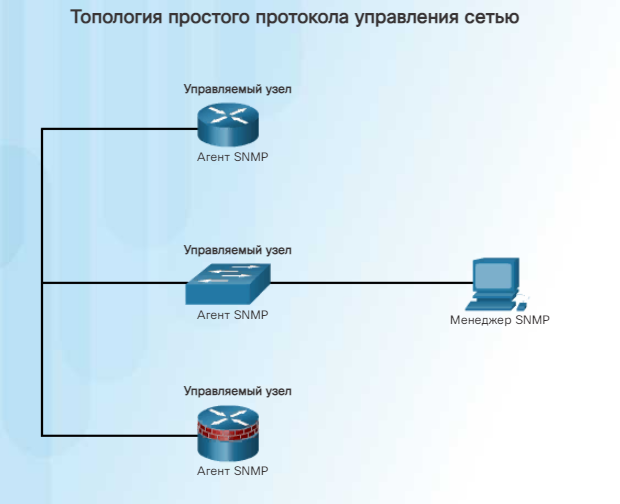 Топология простого протокола управления сетью
Управляемый узел
Агент SNMP
Управляемый узел
Агент SNMP
Менеджер SNMP
Управляемый узел
Агент SNMP